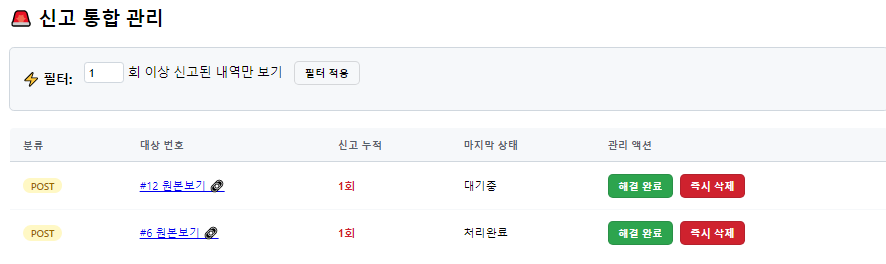 🚨 신고 통합 관리
⚡ 필터: 1 회 이상 신고된 내역만 보기 필터 적용
분류 대상 번호 신고 누적 마지막 상태 관리 액션
POST #12 원본보기 🔗 1회 대기중 해결 완료 즉시 삭제
POST #6 원본보기 🔗 1회 처리완료 해결 완료 즉시 삭제